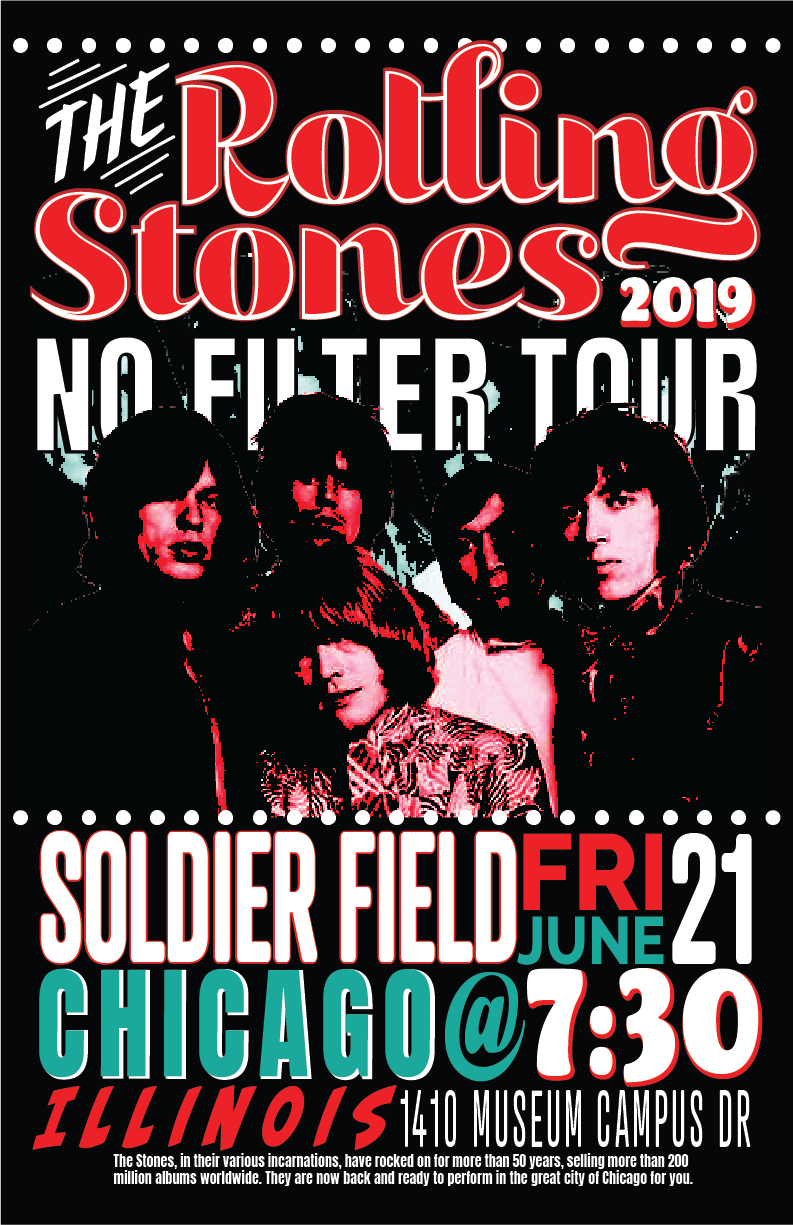 THE Rolling
Stones
2019
NO FILTER TOUR
SOLDIER FIELD FRI JUNE 21
CHICAGO @ 7:30
ILLINOIS 1410 MUSEUM CAMPUS DR
The Stones, in their various incarnations, have rocked on for more than 50 years, selling more than 200
million albums worldwide. They are now back and ready to perform in the great city of Chicago for you.